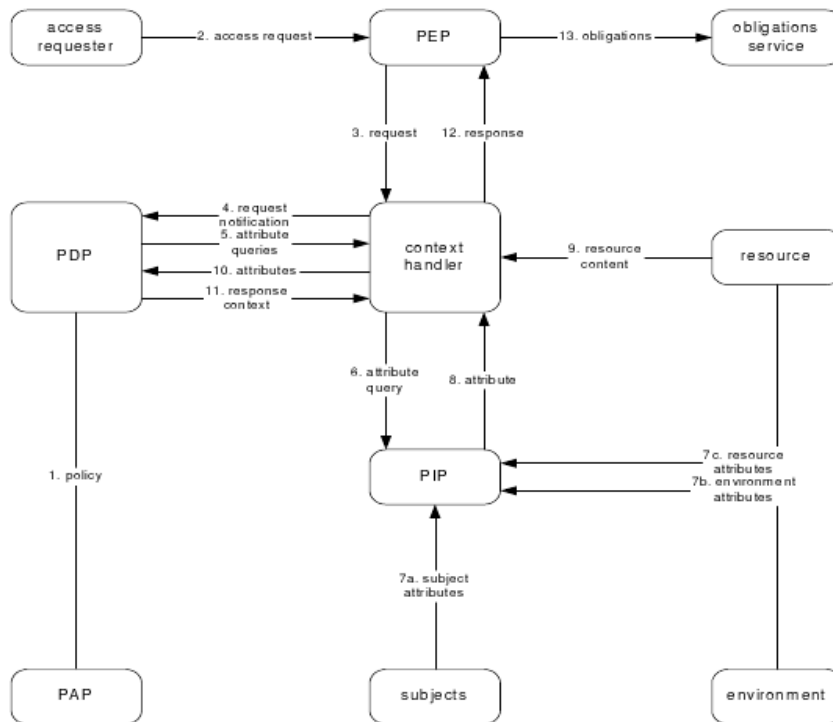 access
requester
2. access request
PEP
13. obligations
obligations
service
3. request
12. response
4. request
notification
5. attribute
queries
10. attributes
11. response
context
PDP
context
handler
9. resource
content
resource
6. attribute
query
8. attribute
1. policy
PIP
7c. resource
attributes
7b. environment
attributes
7a. subject
attributes
PAP
subjects
environment